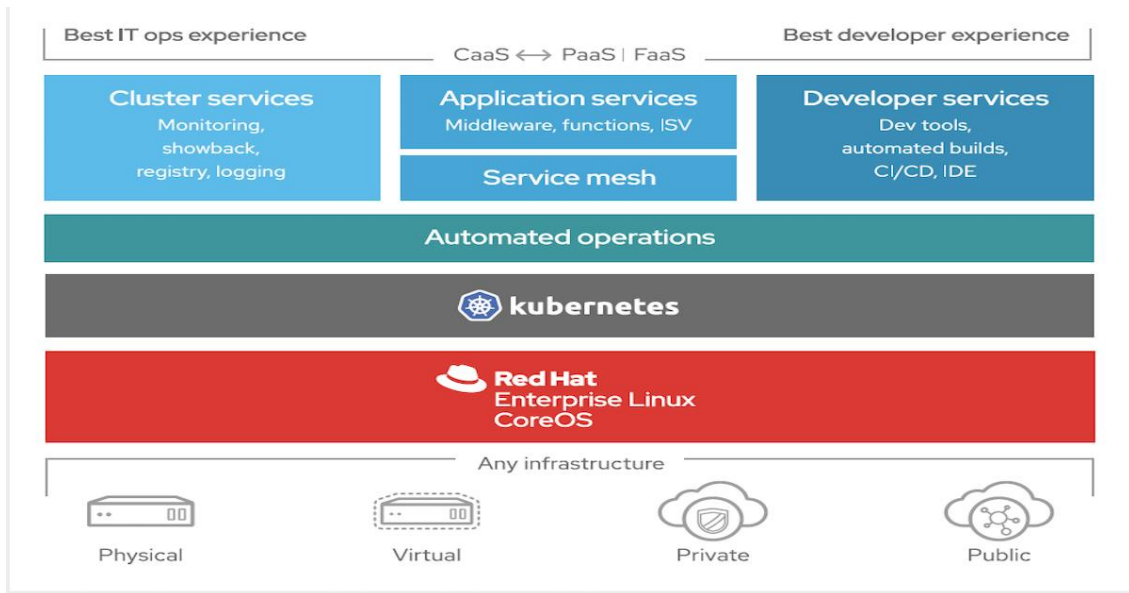 Best IT ops experience
Best developer experience
CaaS ↔ PaaS | FaaS
Cluster services
Monitoring,
showback,
registry, logging
Application services
Middleware, functions, ISV
Service mesh
Developer services
Dev tools,
automated builds,
CI/CD, IDE
Automated operations
kubernetes
Red Hat
Enterprise Linux
CoreOS
Any infrastructure
Physical
Virtual
Private
Public